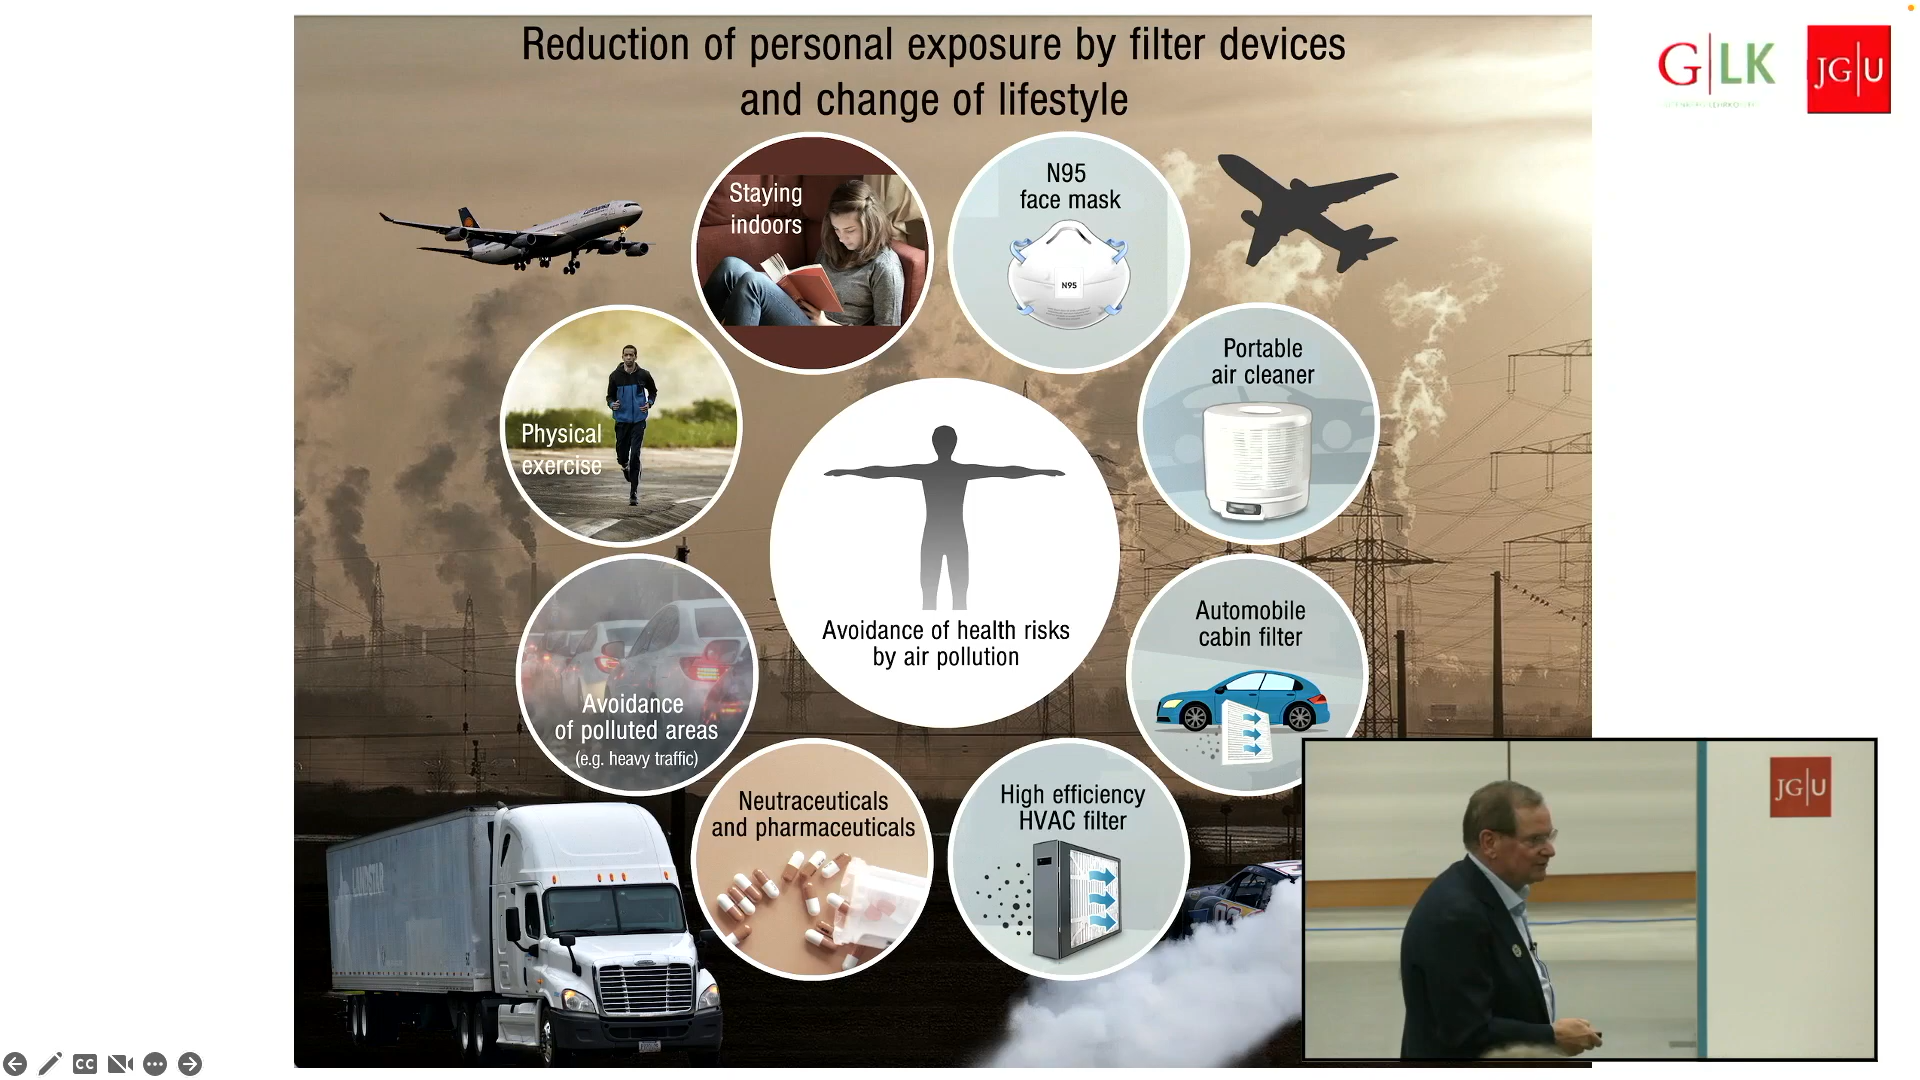 Reduction of personal exposure by filter devices
and change of lifestyle
G|LK
JG|U
Staying
indoors
N95
face mask
N95
Portable
air cleaner
Physical
exercise
Avoidance of health risks
by air pollution
Automobile
cabin filter
Avoidance
of polluted areas
(e.g. heavy traffic)
Neutraceuticals
and pharmaceuticals
High efficiency
HVAC filter
LANDSTAR
JG|U
CC